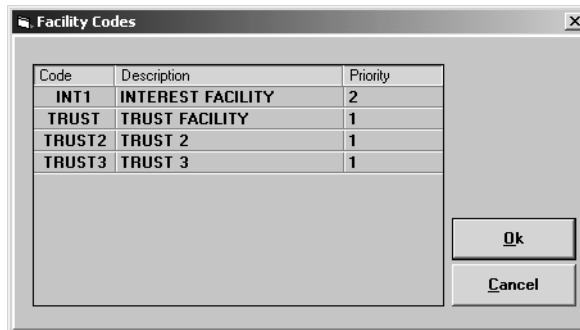 Facility Codes
Code Description Priority
INT1 INTEREST FACILITY 2
TRUST TRUST FACILITY 1
TRUST2 TRUST 2 1
TRUST3 TRUST 3 1
Ok
Cancel